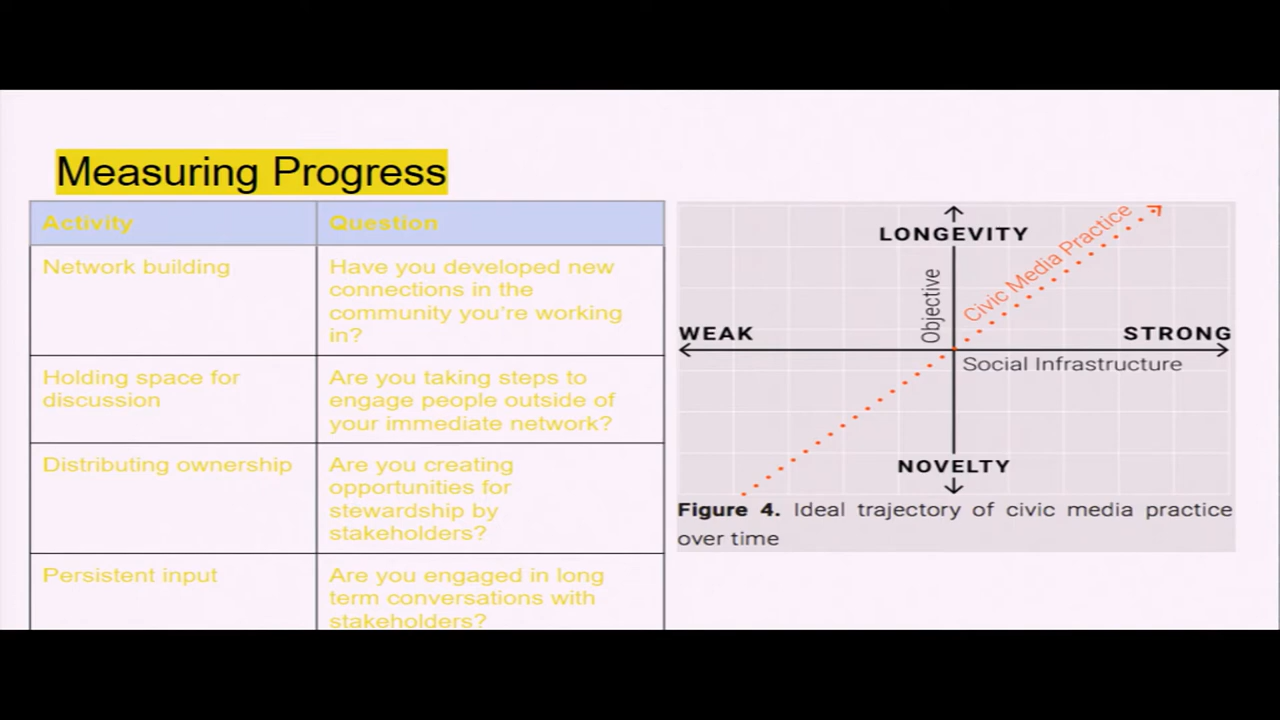 Measuring Progress
Activity
Question
Network building
Have you developed new
connections in the
community you're working
in?
Holding space for
discussion
Are you taking steps to
engage people outside of
your immediate network?
Distributing ownership
Are you creating
opportunities for
stewardship by
stakeholders?
Persistent input
Are you engaged in long
term conversations with
stakeholders?
LONGEVITY
Civic Media Practice
Objective
WEAK
STRONG
Social Infrastructure
NOVELTY
Figure 4. Ideal trajectory of civic media practice
over time